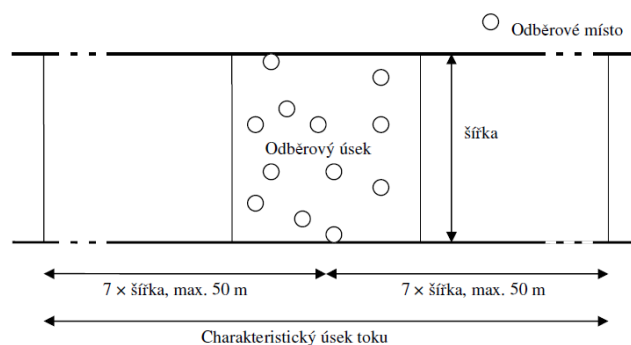 Odběrové místo
šířka
Odběrový úsek
7 × šířka, max. 50 m
7 × šířka, max. 50 m
Charakteristický úsek toku